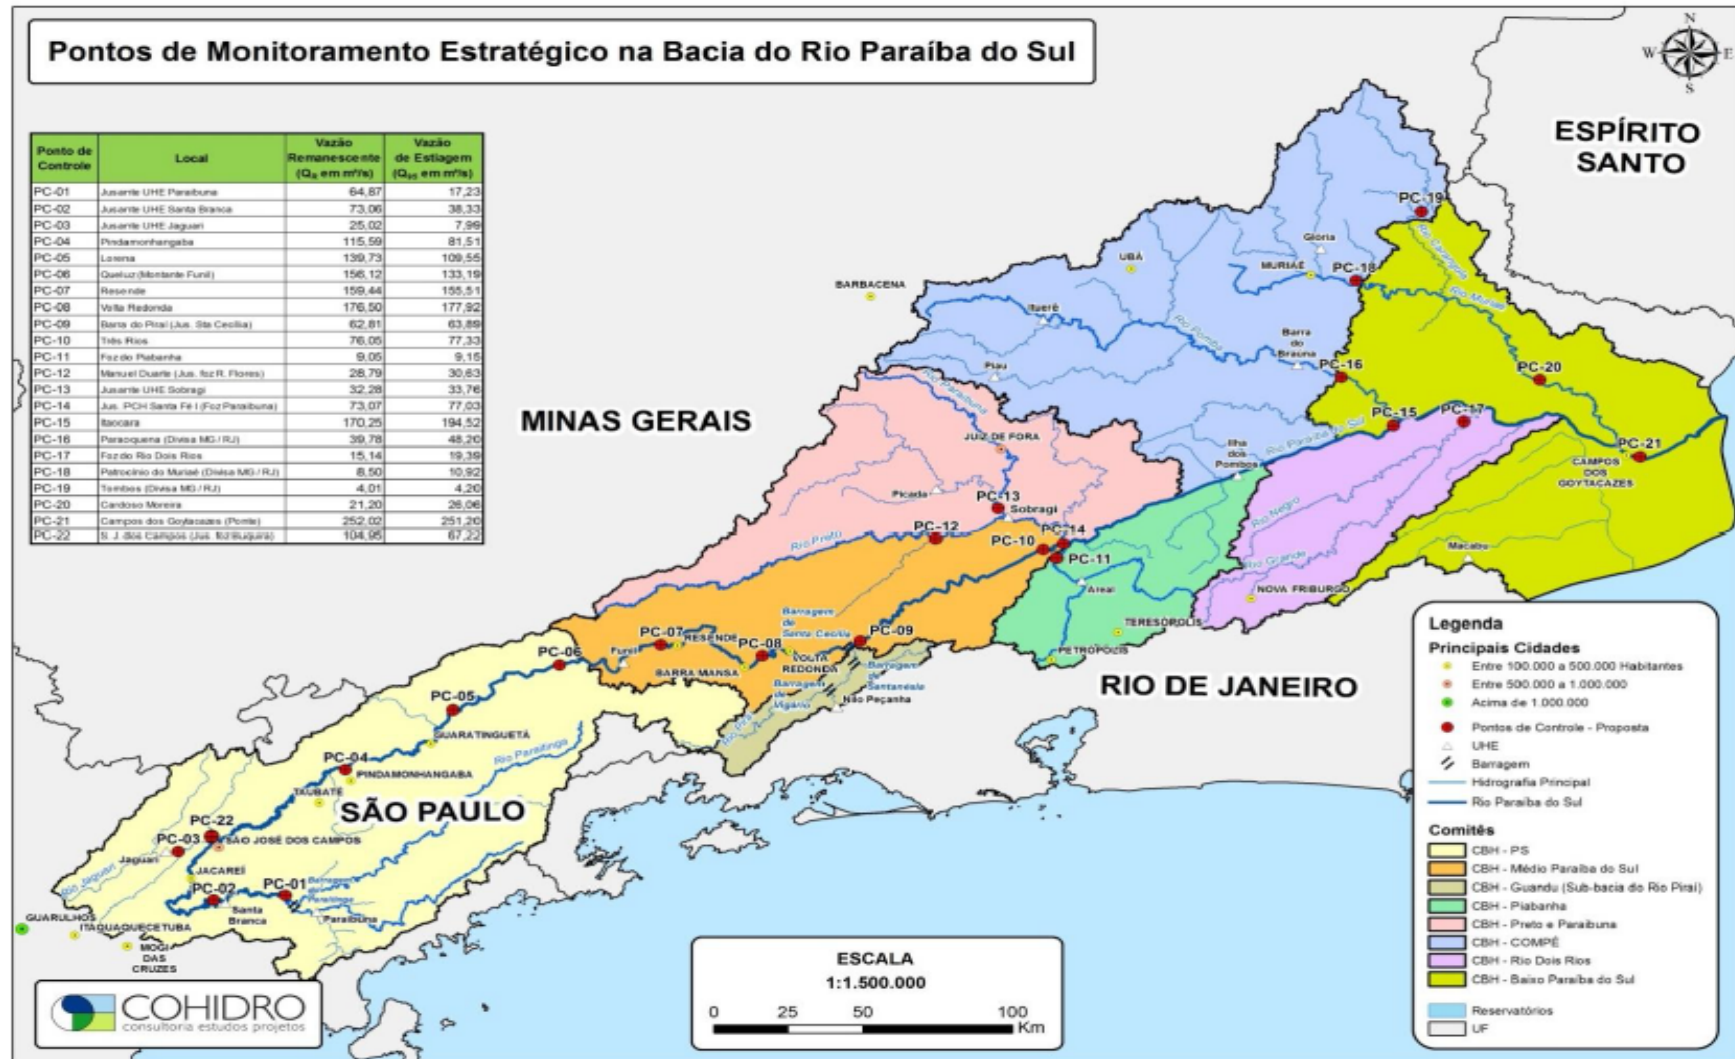 Pontos de Monitoramento Estratégico na Bacia do Rio Paraíba do Sul
N
W E
S
Ponto de Controle Local Vazão Remanescente (QR em m³/s) Vazão de Estiagem (Q95 em m³/s)
PC-01 Jusante UHE Paraibuna 64,87 17,23
PC-02 Jusante UHE Santa Branca 73,06 38,33
PC-03 Jusante UHE Jaguari 25,02 7,99
PC-04 Pindamonhangaba 115,59 81,51
PC-05 Lorena 139,73 109,55
PC-06 Queluz (Montante Funil) 156,12 133,19
PC-07 Resende 159,44 155,51
PC-08 Volta Redonda 176,50 177,92
PC-09 Barra do Piraí (Jus. Sta Cecília) 62,81 63,89
PC-10 Três Rios 76,05 77,33
PC-11 Foz do Piabanha 9,05 9,15
PC-12 Manuel Duarte (Jus. foz R. Flores) 28,79 30,63
PC-13 Jusante UHE Sobragi 32,28 33,76
PC-14 Jus. PCH Santa Fé I (Foz Paraibuna) 73,07 77,03
PC-15 Itaocara 170,25 194,52
PC-16 Paraoquena (Divisa MG / RJ) 39,78 48,20
PC-17 Foz do Rio Dois Rios 15,14 19,39
PC-18 Patrocínio do Muriaé (Divisa MG / RJ) 8,50 10,92
PC-19 Tombos (Divisa MG / RJ) 4,01 4,20
PC-20 Cardoso Moreira 21,20 26,06
PC-21 Campos dos Goytacazes (Ponte) 252,02 251,20
PC-22 S. J. dos Campos (Jus. foz Buquira) 104,95 67,22
ESPÍRITO
SANTO
MINAS GERAIS
RIO DE JANEIRO
SÃO PAULO
PC-19
Rio Carangola
Glória
UBÁ
MURIAÉ
PC-18
BARBACENA
Rio Muriaé
Ituerê
Rio Pomba
Barra
do
Braúna
PC-16
PC-20
Piau
Rio Paraibuna
PC-15
PC-17
Rio Paraíba do Sul
JUIZ DE FORA
Ilha
dos
Pombos
PC-21
CAMPOS
DOS
GOYTACAZES
Picada
PC-13
Sobragi
Rio Negro
PC-12
PC-14
PC-10
Rio Preto
PC-11
Macabu
Rio Grande
Areal
NOVA FRIBURGO
Barragem
de
Santa Cecília
TERESÓPOLIS
PETRÓPOLIS
PC-07
RESENDE
PC-08
PC-09
Funil
PC-06
VOLTA
REDONDA
BARRA MANSA
Barragem
de
Santanésia
Barragem
de
Vigário
Nilo Peçanha
Rio Piraí
PC-05
GUARATINGUETÁ
Rio Paraitinga
PC-04
PINDAMONHANGABA
TAUBATÉ
PC-22
SÃO JOSÉ DOS CAMPOS
PC-03
Jaguari
Rio Jaguari
JACAREÍ
PC-02
PC-01
Barragem
de
Paraitinga
Santa
Branca
Paraibuna
GUARULHOS
ITAQUAQUECETUBA
MOGI
DAS
CRUZES
COHIDRO
consultoria estudos projetos
ESCALA
1:1.500.000
0 25 50 100
Km
Legenda
Principais Cidades
Entre 100.000 a 500.000 Habitantes
Entre 500.000 a 1.000.000
Acima de 1.000.000
Pontos de Controle - Proposta
UHE
Barragem
Hidrografia Principal
Rio Paraíba do Sul
Comitês
CBH - PS
CBH - Médio Paraíba do Sul
CBH - Guandu (Sub-bacia do Rio Piraí)
CBH - Piabanha
CBH - Preto e Paraibuna
CBH - COMPÉ
CBH - Rio Dois Rios
CBH - Baixo Paraíba do Sul
Reservatórios
UF